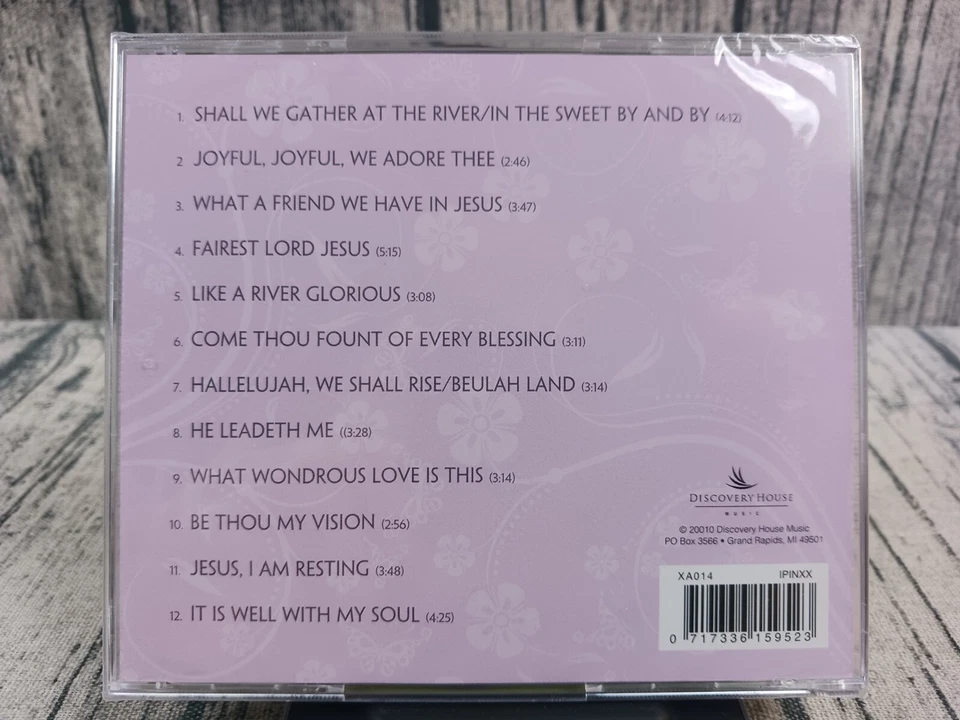 1. SHALL WE GATHER AT THE RIVER/IN THE SWEET BY AND BY (4:12)
2 JOYFUL, JOYFUL, WE ADORE THEE (2:46)
3. WHAT A FRIEND WE HAVE IN JESUS (3:47)
4. FAIREST LORD JESUS (5:15)
5. LIKE A RIVER GLORIOUS (3:08)
6. COME THOU FOUNT OF EVERY BLESSING (3:11)
7. HALLELUJAH, WE SHALL RISE/BEULAH LAND (3:14)
8. HE LEADETH ME ((3:28)
9. WHAT WONDROUS LOVE IS THIS (3:14)
10. BE THOU MY VISION (2:56)
11. JESUS, I AM RESTING (3:48)
12. IT IS WELL WITH MY SOUL (4:25)
DISCOVERY HOUSE
MUSIC
© 20010 Discovery House Music
PO Box 3566 • Grand Rapids, MI 49501
XA014 IPINXX
0 717336 159523